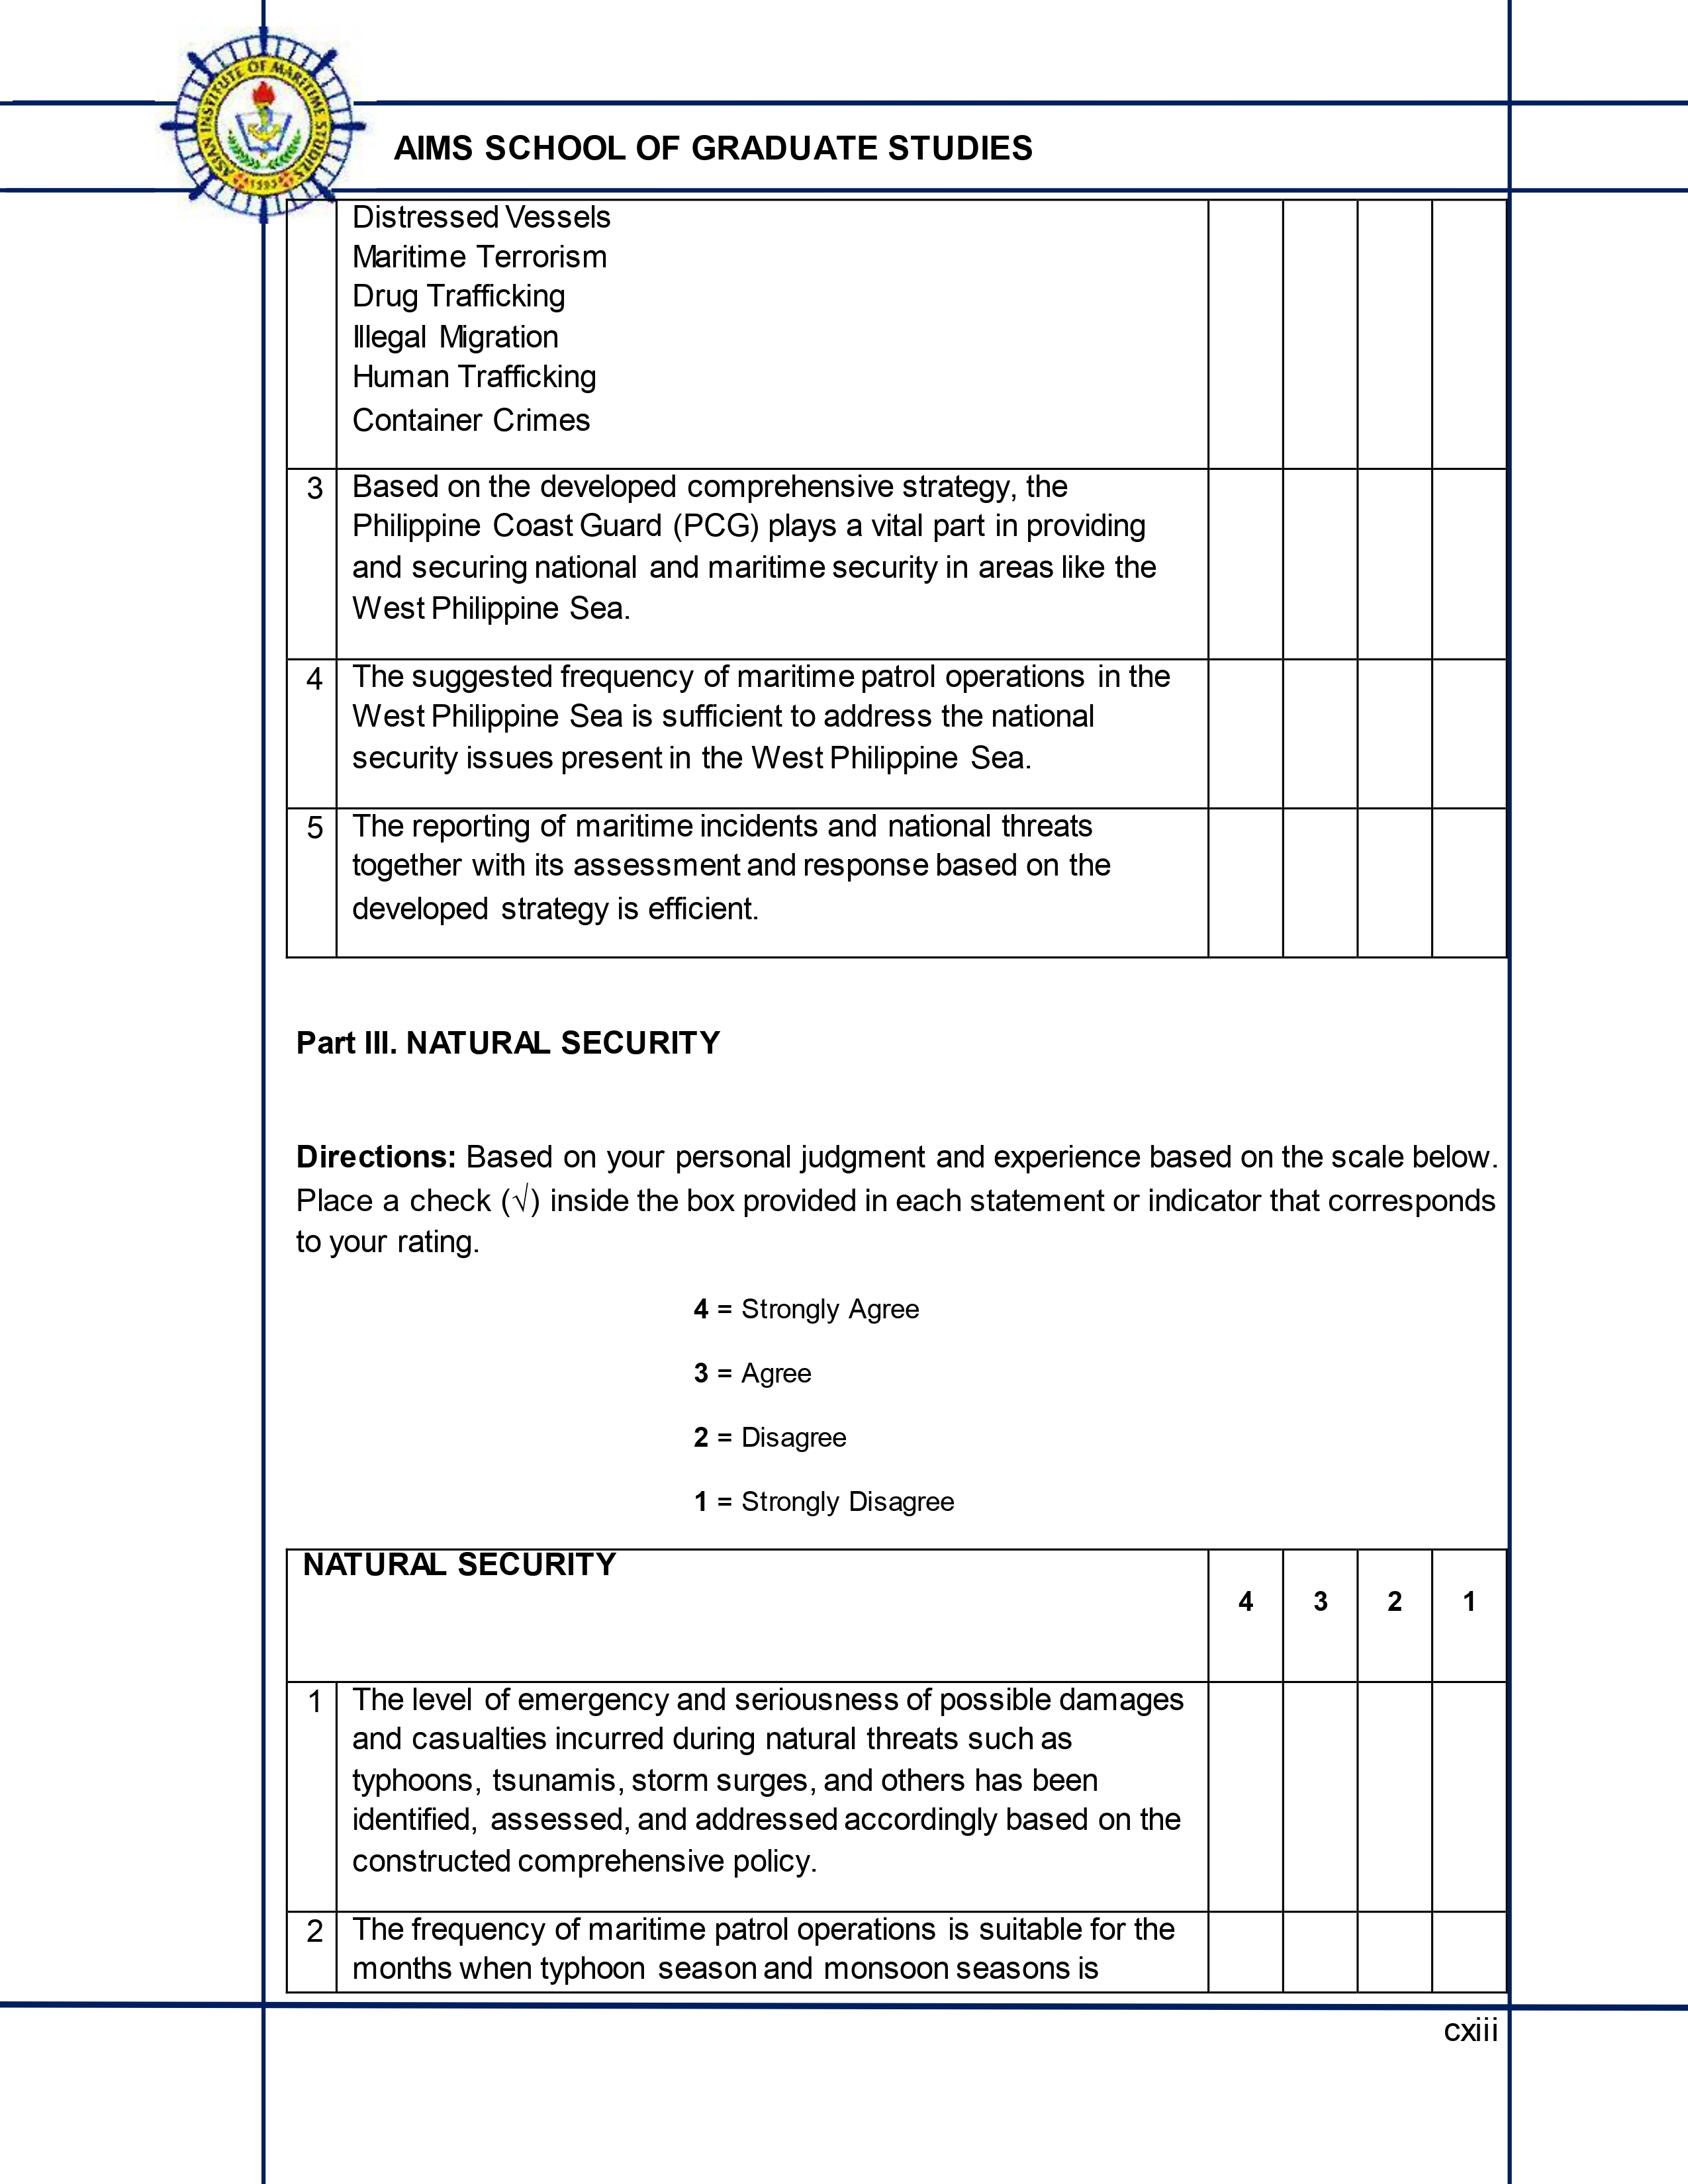 ASIAN INSTITUTE OF MARITIME STUDIES
1993
AIMS SCHOOL OF GRADUATE STUDIES
Distressed Vessels
Maritime Terrorism
Drug Trafficking
Illegal Migration
Human Trafficking
Container Crimes
3 Based on the developed comprehensive strategy, the
Philippine Coast Guard (PCG) plays a vital part in providing
and securing national and maritime security in areas like the
West Philippine Sea.
4 The suggested frequency of maritime patrol operations in the
West Philippine Sea is sufficient to address the national
security issues present in the West Philippine Sea.
5 The reporting of maritime incidents and national threats
together with its assessment and response based on the
developed strategy is efficient.
Part III. NATURAL SECURITY
Directions: Based on your personal judgment and experience based on the scale below.
Place a check (√) inside the box provided in each statement or indicator that corresponds
to your rating.
4 = Strongly Agree
3 = Agree
2 = Disagree
1 = Strongly Disagree
NATURAL SECURITY 4 3 2 1
1 The level of emergency and seriousness of possible damages
and casualties incurred during natural threats such as
typhoons, tsunamis, storm surges, and others has been
identified, assessed, and addressed accordingly based on the
constructed comprehensive policy.
2 The frequency of maritime patrol operations is suitable for the
months when typhoon season and monsoon seasons is
cxiii